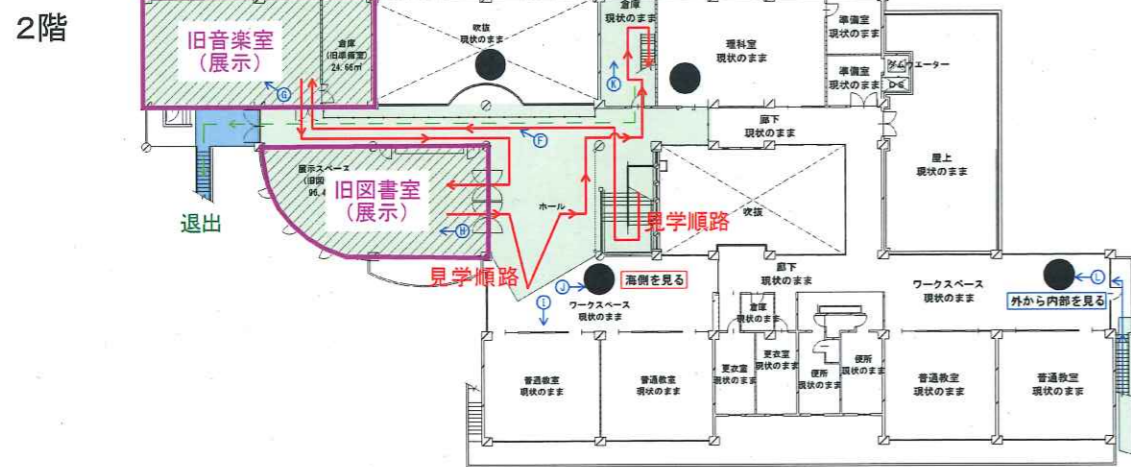 2階
倉庫
現状のまま
吹抜
現状のまま
旧音楽室
(展示)
倉庫
(旧準備室)
24.66㎡
理科室
現状のまま
準備室
現状のまま
準備室
現状のまま
G
K
F
廊下
現状のまま
屋上
現状のまま
展示スペース
旧図書室
(展示)
H
ホール
吹抜
退出
見学順路
見学順路
海側を見る
J
I
ワークスペース
現状のまま
廊下
現状のまま
倉庫
現状のまま
ワークスペース
現状のまま
L
外から内部を見る
普通教室
現状のまま
普通教室
現状のまま
更衣室
現状のまま
更衣室
現状のまま
便所
現状のまま
便所
現状のまま
普通教室
現状のまま
普通教室
現状のまま